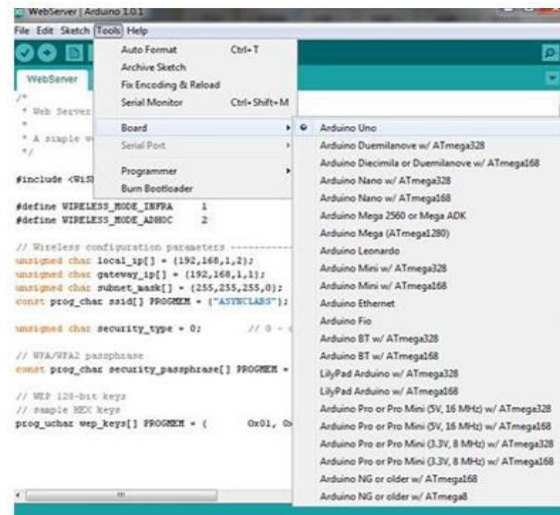 WebServer | Arduino 1.0.1
File Edit Sketch Tools Help
WebServer
Auto Format Ctrl+T
Archive Sketch
Fix Encoding & Reload
Serial Monitor Ctrl+Shift+M
Board
Serial Port
Programmer
Burn Bootloader
Arduino Uno
Arduino Duemilanove w/ ATmega328
Arduino Diecimila or Duemilanove w/ ATmega168
Arduino Nano w/ ATmega328
Arduino Nano w/ ATmega168
Arduino Mega 2560 or Mega ADK
Arduino Mega (ATmega1280)
Arduino Leonardo
Arduino Mini w/ ATmega328
Arduino Mini w/ ATmega168
Arduino Ethernet
Arduino Fio
Arduino BT w/ ATmega328
Arduino BT w/ ATmega168
LilyPad Arduino w/ ATmega328
LilyPad Arduino w/ ATmega168
Arduino Pro or Pro Mini (5V, 16 MHz) w/ ATmega328
Arduino Pro or Pro Mini (5V, 16 MHz) w/ ATmega168
Arduino Pro or Pro Mini (3.3V, 8 MHz) w/ ATmega328
Arduino Pro or Pro Mini (3.3V, 8 MHz) w/ ATmega168
Arduino NG or older w/ ATmega168
Arduino NG or older w/ ATmega8
/*
* Web Server
*
* A simple
*/
#include
#define WIRELESS_MODE_INFRA 1
#define WIRELESS_MODE_ADHOC 2
// Wireless configuration parameters
unsigned char local_ip[] = {192,168,1,2};
unsigned char gateway_ip[] = {192,168,1,1};
unsigned char subnet_mask[] = {255,255,255,0};
const prog_char ssid[] PROGMEM = {"ASYNCLABS"};
unsigned char security_type = 0; // 0 -
// WPA/WPA2 passphrase
const prog_char security_passphrase[] PROGMEM =
// WEP 128-bit keys
// sample HEX keys
prog_uchar wep_keys[] PROGMEM = { 0x01,